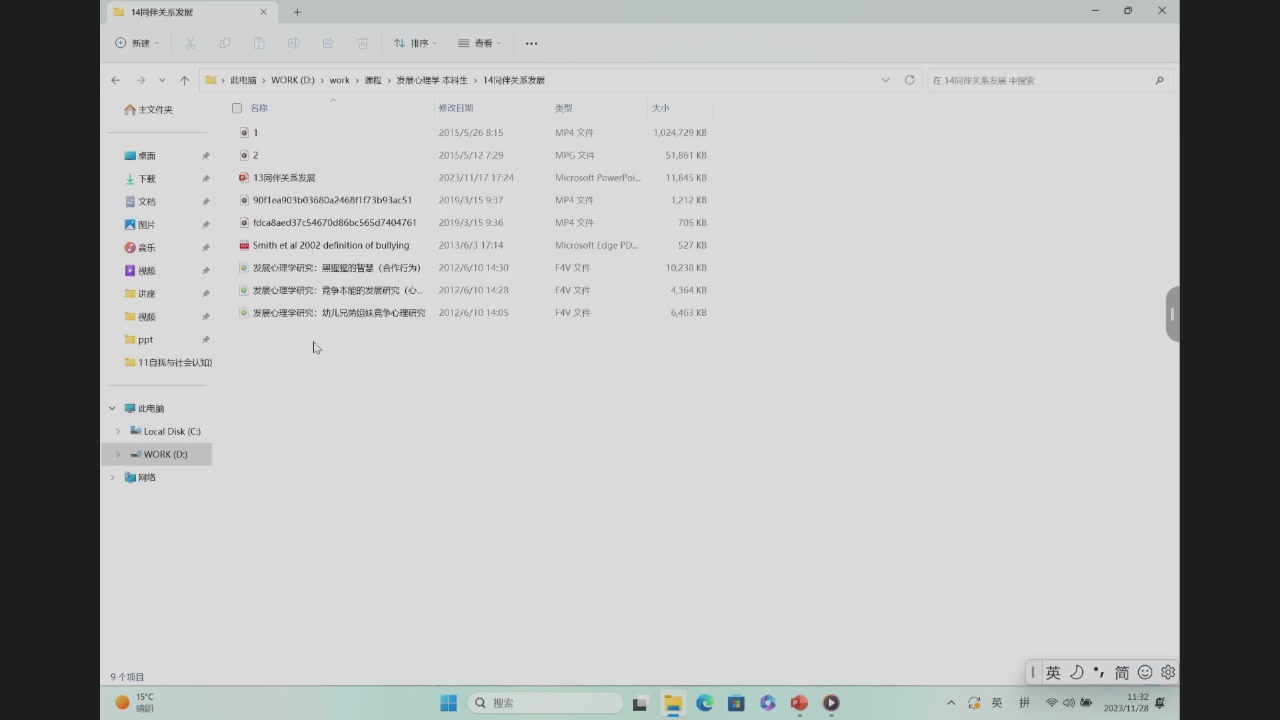 14同伴关系发展
新建
排序
查看
此电脑 › WORK (D:) › work › 课程 › 发展心理学 本科生 › 14同伴关系发展
在 14同伴关系发展 中搜索
主文件夹
桌面
下载
文档
图片
音乐
视频
讲座
视频
ppt
11自我与社会认知发
此电脑
Local Disk (C:)
WORK (D:)
网络
名称 修改日期 类型 大小
1 2015/5/26 8:15 MP4 文件 1,024,729 KB
2 2015/5/12 7:29 MPG 文件 51,861 KB
13同伴关系发展 2023/11/17 17:24 Microsoft PowerPoi... 11,845 KB
90f1ea903b03680a2468f1f73b93ac51 2019/3/15 9:37 MP4 文件 1,212 KB
fdca8aed37c54670d86bc565d7404761 2019/3/15 9:36 MP4 文件 705 KB
Smith et al 2002 definition of bullying 2013/6/3 17:14 Microsoft Edge PD... 527 KB
发展心理学研究：黑猩猩的智慧（合作行为） 2012/6/10 14:30 F4V 文件 10,238 KB
发展心理学研究：竞争本能的发展研究（心... 2012/6/10 14:28 F4V 文件 4,364 KB
发展心理学研究：幼儿兄弟姐妹竞争心理研究 2012/6/10 14:05 F4V 文件 6,463 KB
9 个项目
英 简
15°C
晴朗
搜索
英 拼
11:32
2023/11/28